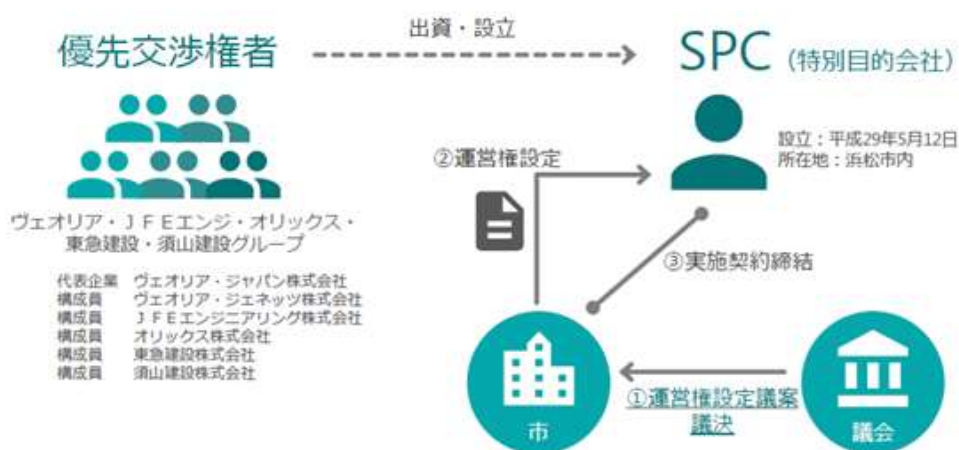 優先交渉権者
出資・設立
SPC（特別目的会社）
設立：平成29年5月12日
所在地：浜松市内
ヴェオリア・ＪＦＥエンジ・オリックス・
東急建設・須山建設グループ
代表企業　ヴェオリア・ジャパン株式会社
構成員　ヴェオリア・ジェネッツ株式会社
構成員　ＪＦＥエンジニアリング株式会社
構成員　オリックス株式会社
構成員　東急建設株式会社
構成員　須山建設株式会社
②運営権設定
③実施契約締結
①運営権設定議案
議決
市
議会